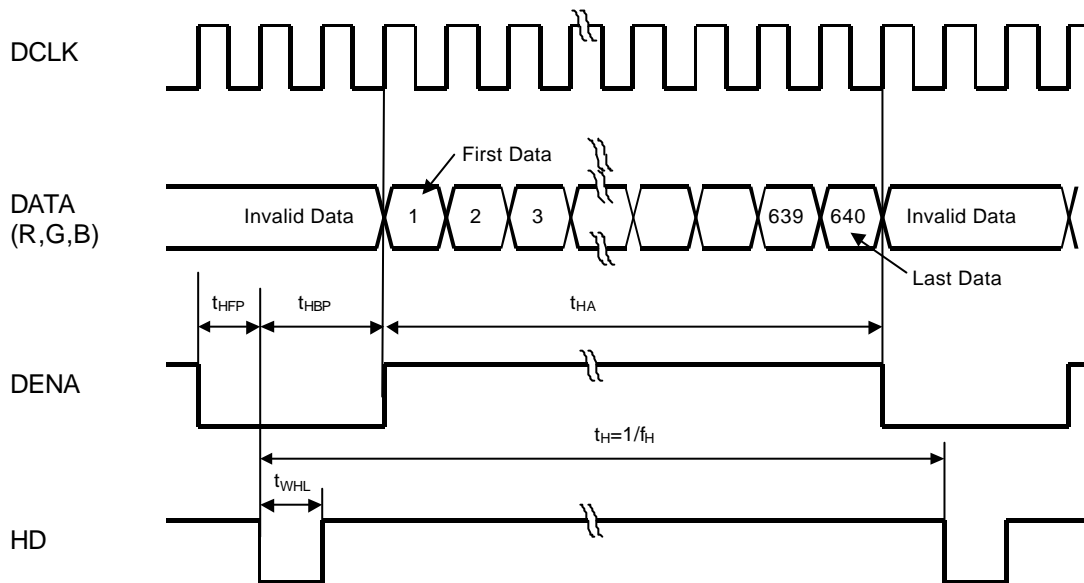 DCLK
First Data
DATA
(R,G,B)
Invalid Data 1 2 3 639 640 Invalid Data
Last Data
tHFP tHBP tHA
DENA
tH=1/fH
tWHL
HD